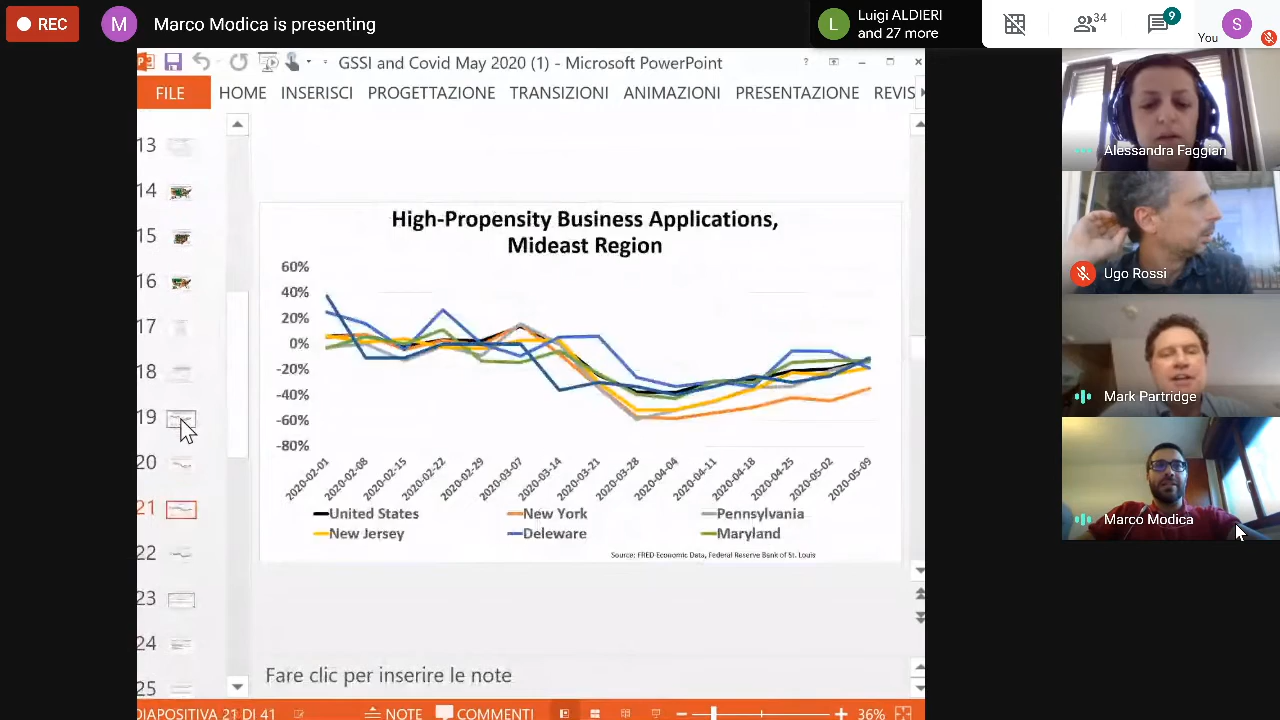 REC
M
Marco Modica is presenting
L
Luigi ALDIERI
and 27 more
34
9
You
S
GSSI and Covid May 2020 (1) - Microsoft PowerPoint
?
FILE
HOME
INSERISCI
PROGETTAZIONE
TRANSIZIONI
ANIMAZIONI
PRESENTAZIONE
REVIS
13
14
15
16
17
18
19
20
21
22
23
24
25
High-Propensity Business Applications,
Mideast Region
60%
40%
20%
0%
-20%
-40%
-60%
-80%
2020-02-01
2020-02-08
2020-02-15
2020-02-22
2020-02-29
2020-03-07
2020-03-14
2020-03-21
2020-03-28
2020-04-04
2020-04-11
2020-04-18
2020-04-25
2020-05-02
2020-05-09
United States
New York
Pennsylvania
New Jersey
Deleware
Maryland
Source: FRED Economic Data, Federal Reserve Bank of St. Louis
Fare clic per inserire le note
DIAPOSITIVA 21 DI 41
NOTE
COMMENTI
36%
Alessandra Faggian
Ugo Rossi
Mark Partridge
Marco Modica